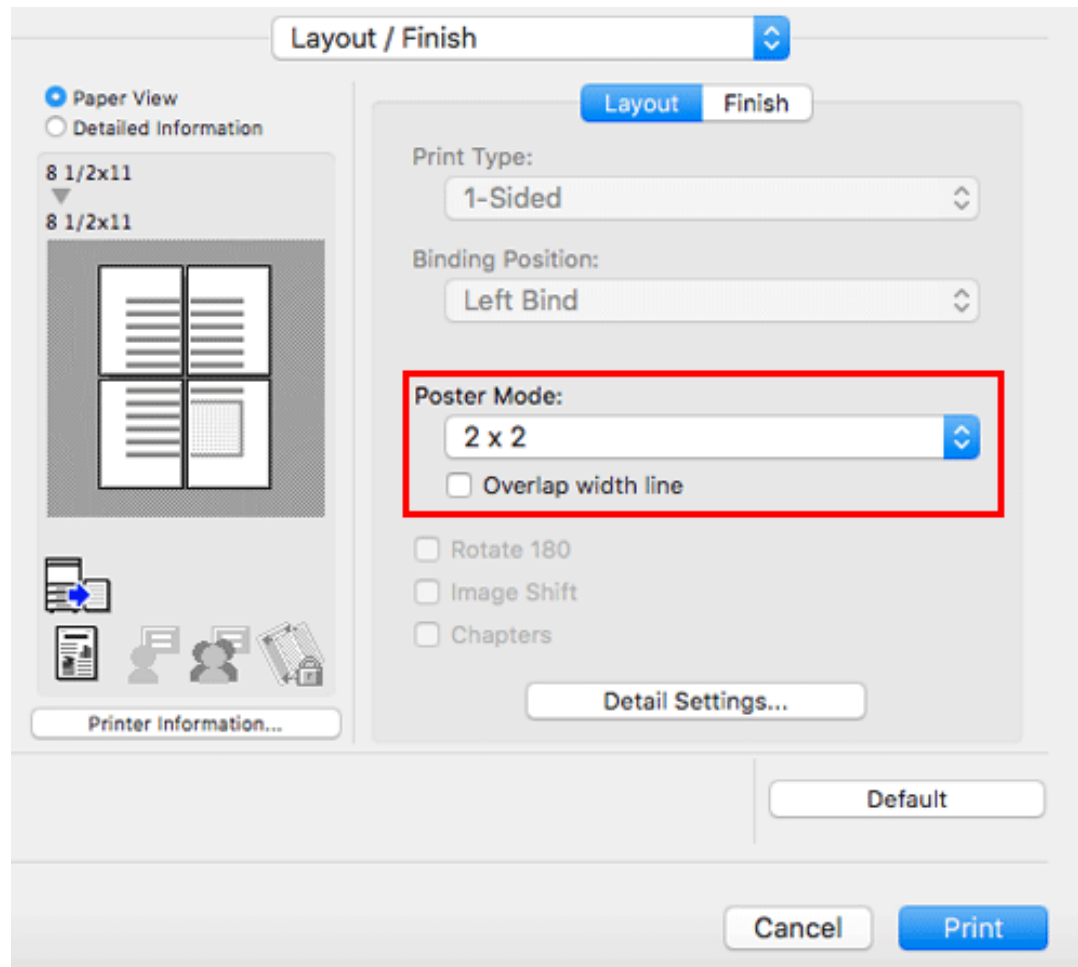 Layout / Finish
Paper View
Detailed Information
8 1/2x11
8 1/2x11
Printer Information...
Layout
Finish
Print Type:
1-Sided
Binding Position:
Left Bind
Poster Mode:
2 x 2
Overlap width line
Rotate 180
Image Shift
Chapters
Detail Settings...
Default
Cancel
Print